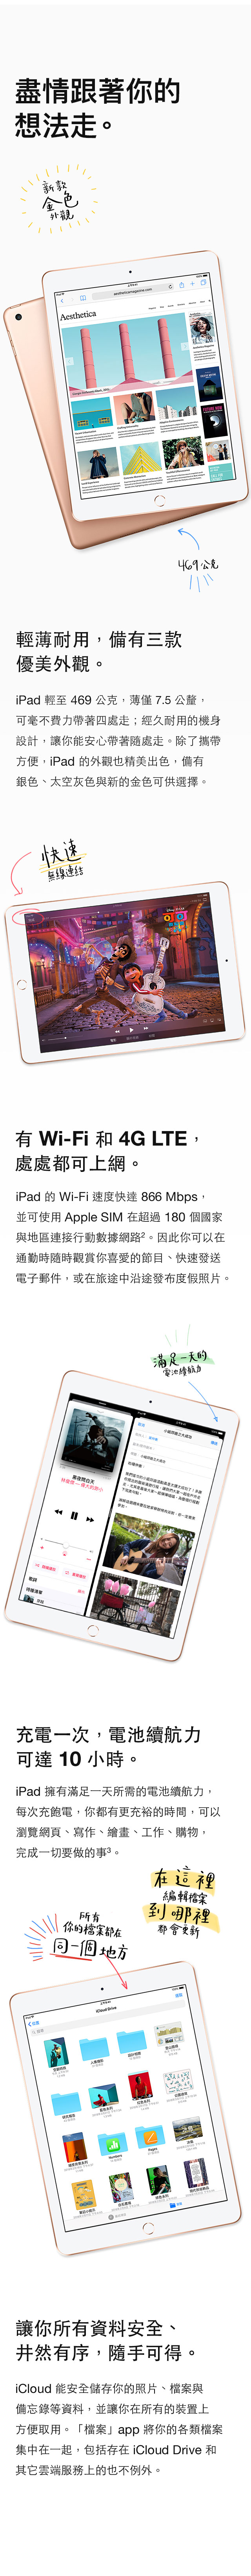 盡情跟著你的
想法走。
新款
金色
外觀
aesthetica
Aesthetica
469公克
輕薄耐用，備有三款
優美外觀。
iPad 輕至 469 公克，薄僅 7.5 公釐，
可毫不費力帶著四處走；經久耐用的機身
設計，讓你能安心帶著隨處走。除了攜帶
方便，iPad 的外觀也精美出色，備有
銀色、太空灰色與新的金色可供選擇。
快速
無線連結
有 Wi-Fi 和 4G LTE，
處處都可上網。
iPad 的 Wi-Fi 速度快達 866 Mbps，
並可使用 Apple SIM 在超過 180 個國家
與地區連接行動數據網路²。因此你可以在
通勤時隨時觀賞你喜愛的節目、快速發送
電子郵件，或在旅途中沿途發布度假照片。
滿足一天的
電池續航力
充電一次，電池續航力
可達 10 小時。
iPad 擁有滿足一天所需的電池續航力，
每次充飽電，你都有更充裕的時間，可以
瀏覽網頁、寫作、繪畫、工作、購物，
完成一切要做的事³。
在這裡
編輯檔案
到哪裡
都會更新
所有
你的檔案都在
同一個地方
iCloud Drive
讓你所有資料安全、
井然有序，隨手可得。
iCloud 能安全儲存你的照片、檔案與
備忘錄等資料，並讓你在所有的裝置上
方便取用。「檔案」app 將你的各類檔案
集中在一起，包括存在 iCloud Drive 和
其它雲端服務上的也不例外。